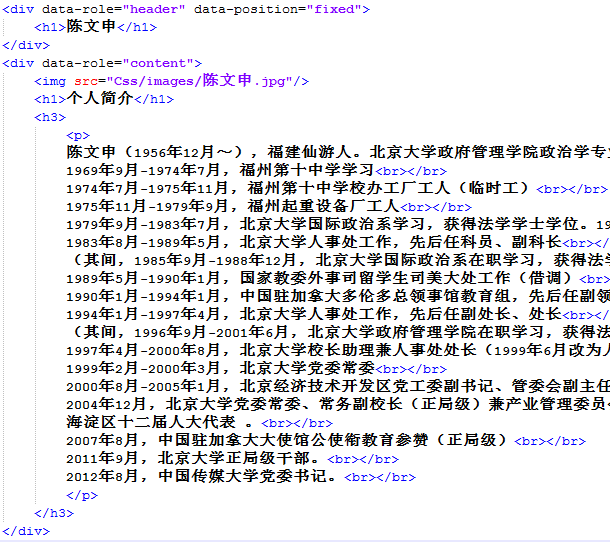 <div data-role="header" data-position="fixed">
<h1>陈文申</h1>
</div>
<div data-role="content">
<img src="Css/images/陈文申.jpg"/>
<h1>个人简介</h1>
<h3>
<p>
陈文申（1956年12月～），福建仙游人。北京大学政府管理学院政治学专业
1969年9月-1974年7月，福州第十中学学习<br></br>
1974年7月-1975年11月，福州第十中学校办工厂工人（临时工）<br></br>
1975年11月-1979年9月，福州起重设备厂工人<br></br>
1979年9月-1983年7月，北京大学国际政治系学习，获得法学学士学位。19
1983年8月-1989年5月，北京大学人事处工作，先后任科员、副科长<br></
（其间，1985年9月-1988年12月，北京大学国际政治系在职学习，获得法学
1989年5月-1990年1月，国家教委外事司留学生司美大处工作（借调）<br>
1990年1月-1994年1月，中国驻加拿大多伦多总领事馆教育组，先后任副领
1994年1月-1997年4月，北京大学人事处工作，先后任副处长、处长<br></
（其间，1996年9月-2001年6月，北京大学政府管理学院在职学习，获得法
1997年4月-2000年8月，北京大学校长助理兼人事处处长（1999年6月改为人
1999年2月-2000年3月，北京大学党委常委<br></br>
2000年8月-2005年1月，北京经济技术开发区党工委副书记、管委会副主任
2004年12月，北京大学党委常委、常务副校长（正局级）兼产业管理委员
海淀区十二届人大代表 。<br></br>
2007年8月，中国驻加拿大大使馆公使衔教育参赞（正局级）<br></br>
2011年9月，北京大学正局级干部。<br></br>
2012年8月，中国传媒大学党委书记。<br></br>
</p>
</h3>
</div>